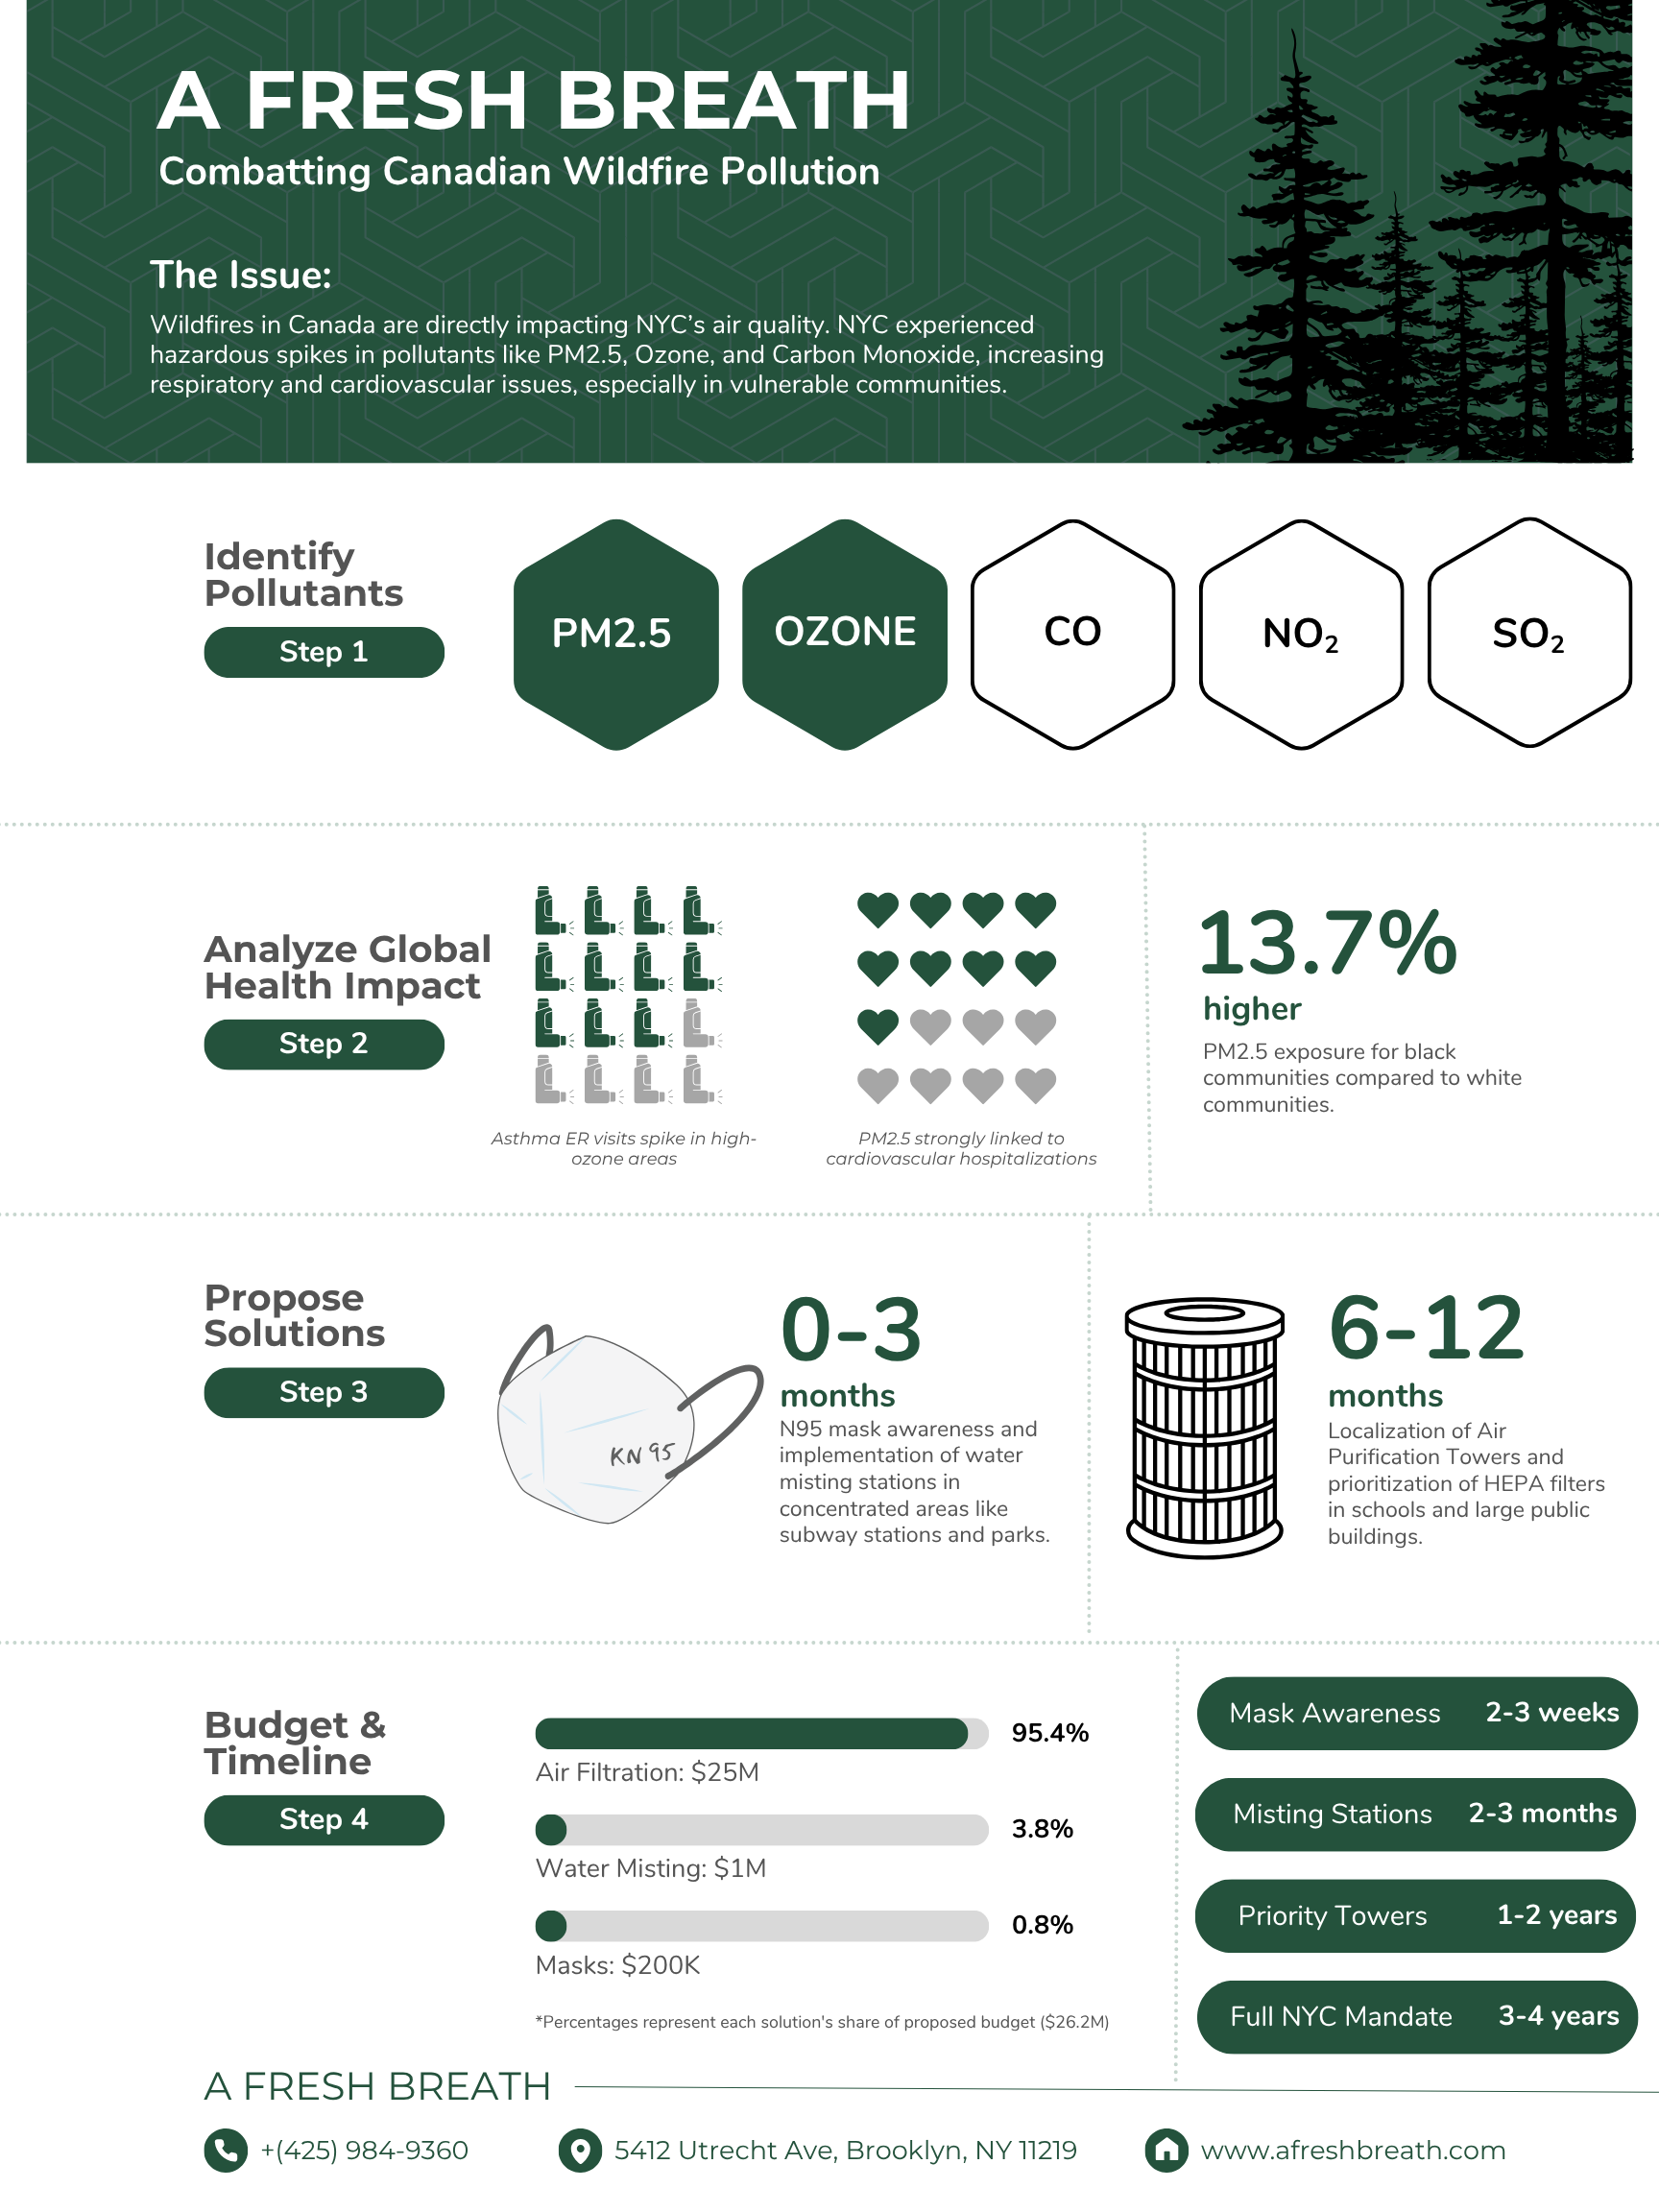 A FRESH BREATH
Combatting Canadian Wildfire Pollution
The Issue:
Wildfires in Canada are directly impacting NYC’s air quality. NYC experienced
hazardous spikes in pollutants like PM2.5, Ozone, and Carbon Monoxide, increasing
respiratory and cardiovascular issues, especially in vulnerable communities.
Identify
Pollutants
Step 1
PM2.5
OZONE
CO
NO₂
SO₂
Analyze Global
Health Impact
Step 2
Asthma ER visits spike in high-
ozone areas
PM2.5 strongly linked to
cardiovascular hospitalizations
13.7%
higher
PM2.5 exposure for black
communities compared to white
communities.
Propose
Solutions
Step 3
KN95
0-3
months
N95 mask awareness and
implementation of water
misting stations in
concentrated areas like
subway stations and parks.
6-12
months
Localization of Air
Purification Towers and
prioritization of HEPA filters
in schools and large public
buildings.
Budget &
Timeline
Step 4
95.4%
Air Filtration: $25M
3.8%
Water Misting: $1M
0.8%
Masks: $200K
*Percentages represent each solution's share of proposed budget ($26.2M)
Mask Awareness 2-3 weeks
Misting Stations 2-3 months
Priority Towers 1-2 years
Full NYC Mandate 3-4 years
A FRESH BREATH
+(425) 984-9360
5412 Utrecht Ave, Brooklyn, NY 11219
www.afreshbreath.com